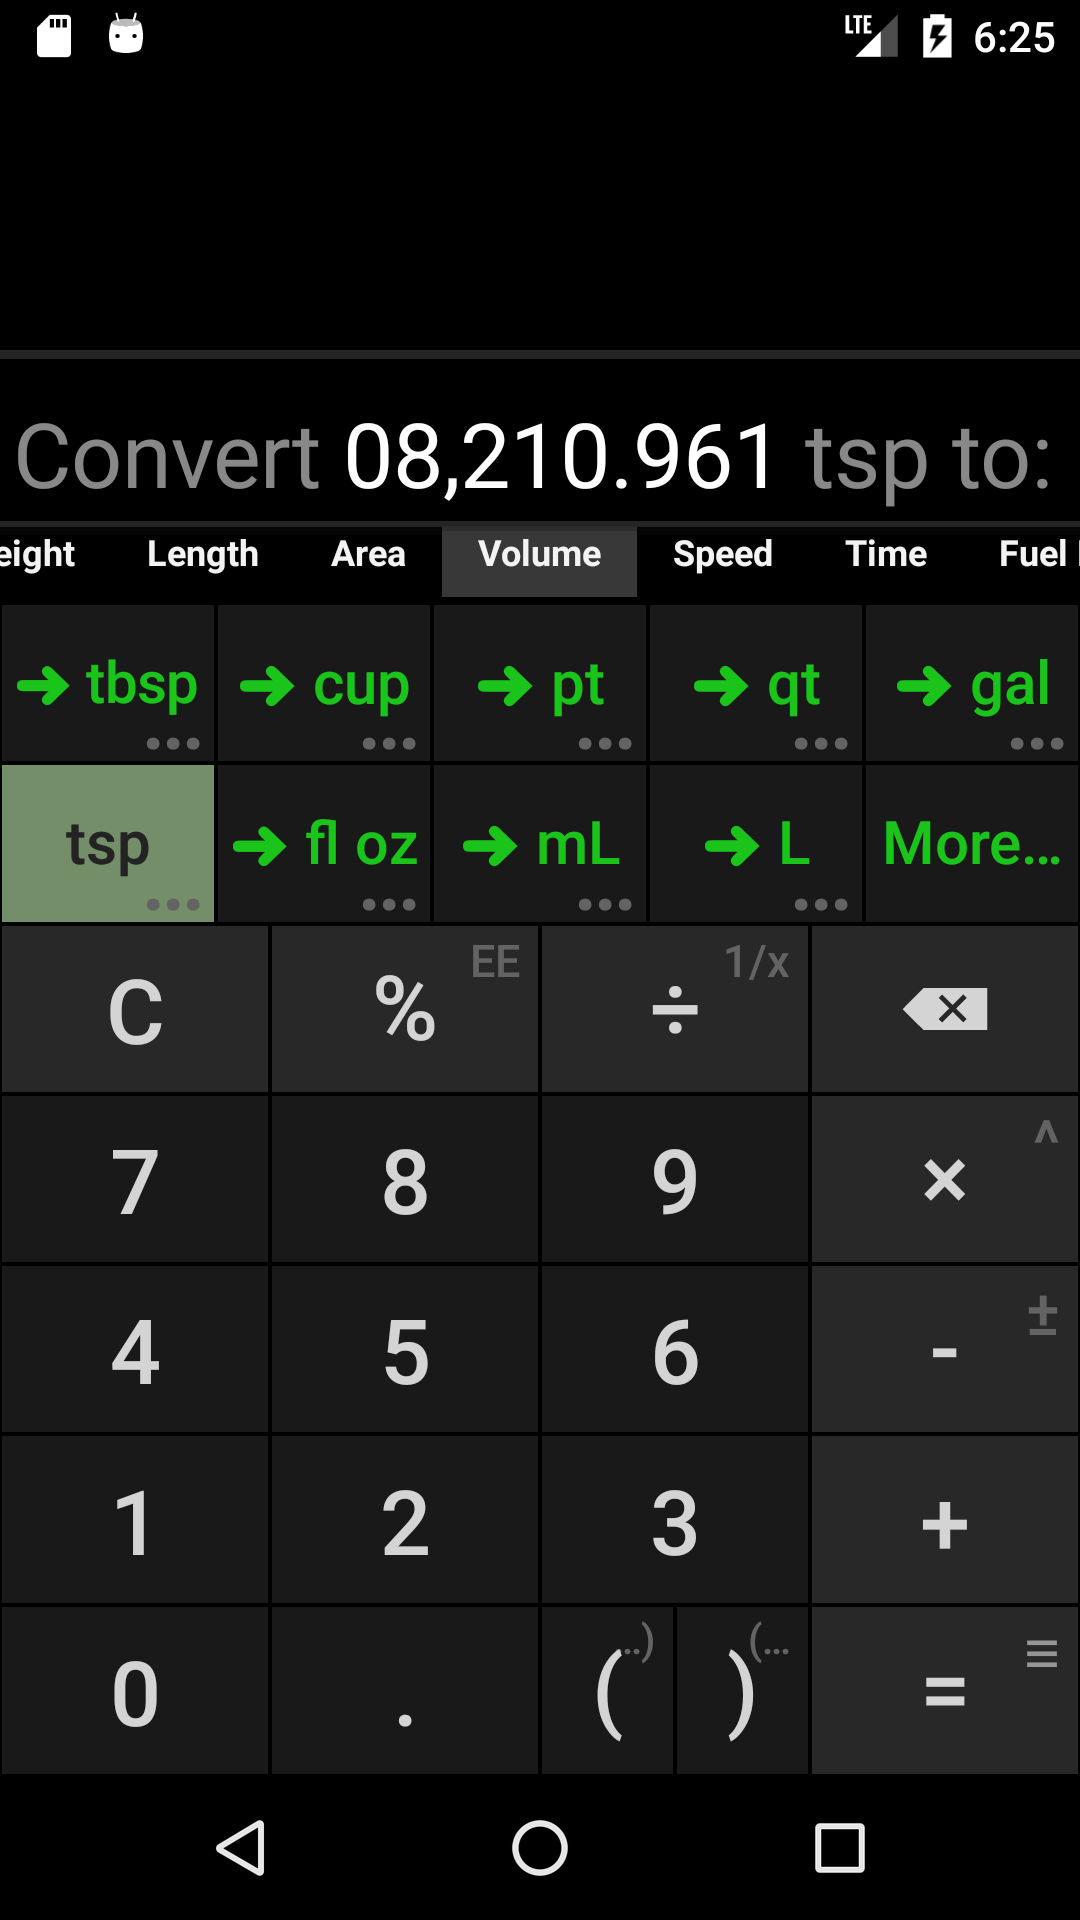 LTE 6:25
Convert 08,210.961 tsp to:
eight Length Area Volume Speed Time Fuel
→ tbsp → cup → pt → qt → gal
tsp → fl oz → mL → L More...
C % EE ÷ 1/x
7 8 9 × ^
4 5 6 - ±
1 2 3 +
0 . ( ..) ) (... =